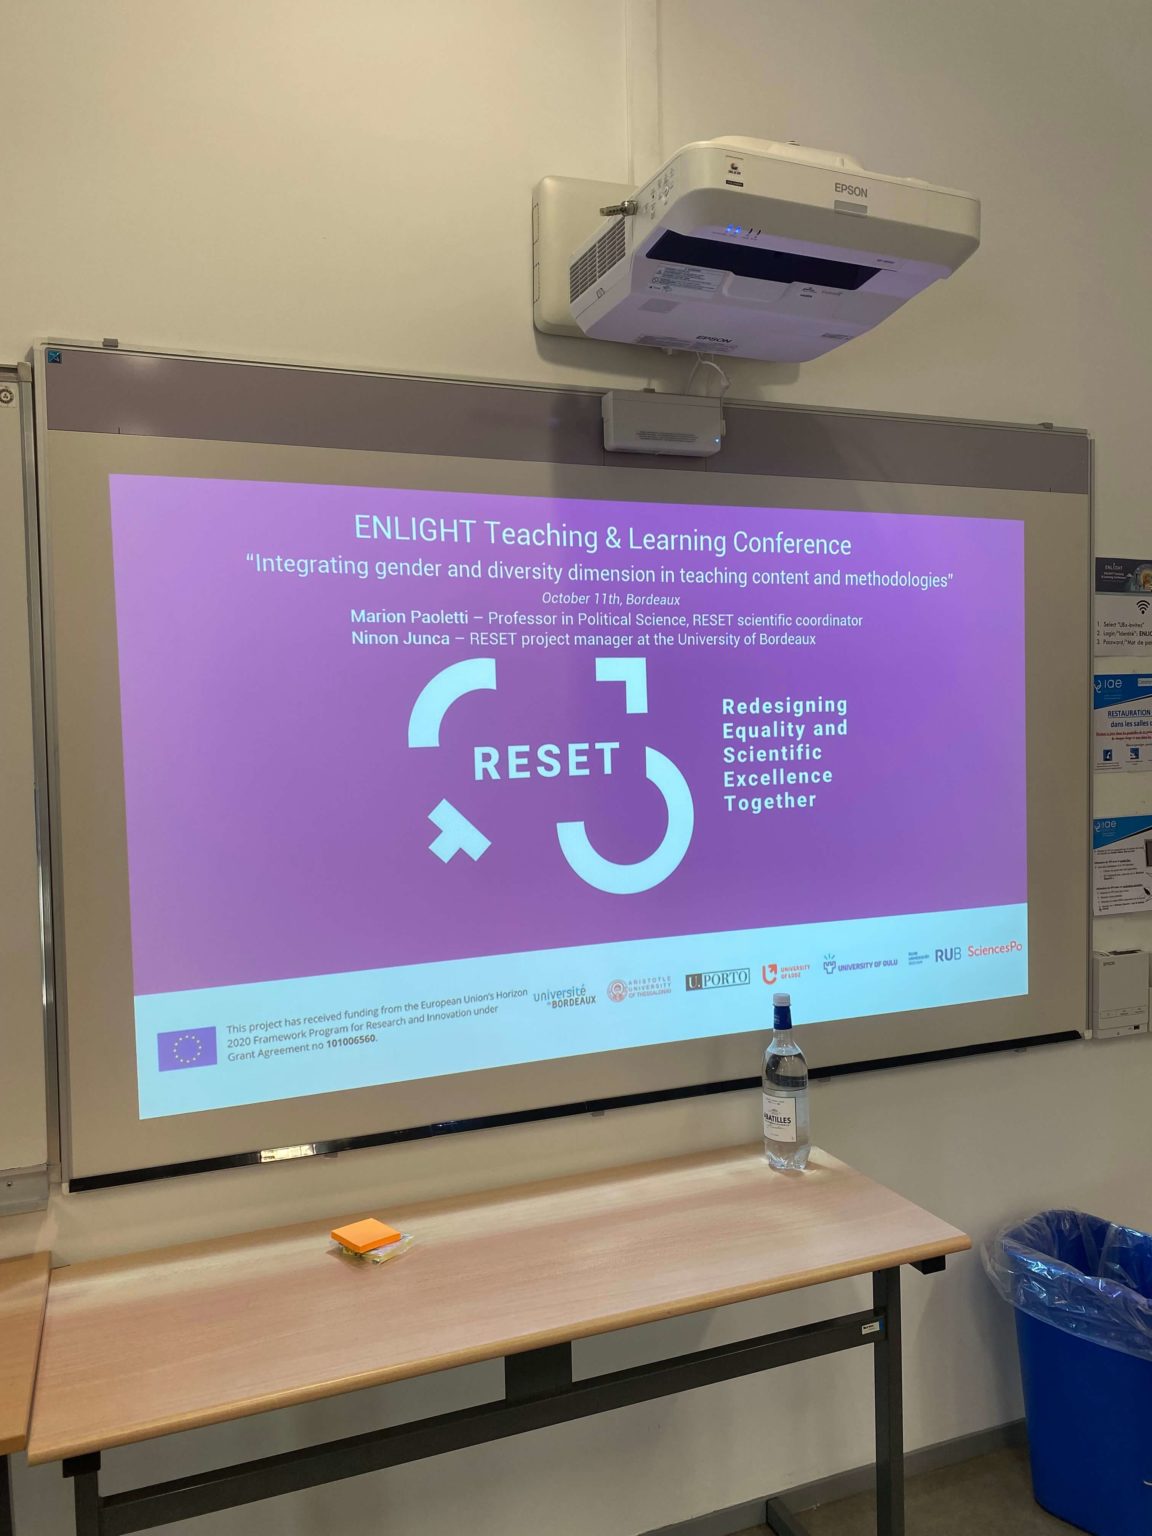 EPSON
EPSON
ENLIGHT Teaching & Learning Conference
“Integrating gender and diversity dimension in teaching content and methodologies”
October 11th, Bordeaux
Marion Paoletti – Professor in Political Science, RESET scientific coordinator
Ninon Junca – RESET project manager at the University of Bordeaux
RESET
Redesigning
Equality and
Scientific
Excellence
Together
This project has received funding from the European Union's Horizon
2020 Framework Program for Research and Innovation under
Grant Agreement no 101006560.
université
de BORDEAUX
ARISTOTLE
UNIVERSITY
OF THESSALONIKI
U.PORTO
UNIVERSITY
OF LODZ
UNIVERSITY OF OULU
RUB
SciencesPo
ENLIGHT
1. Select "UBx-invites"
2. Login/"Identité": ENLIG
3. Password/"Mot de pa
iae
RESTAURATION
dans les salles
iae
EPSON
ABATILLES